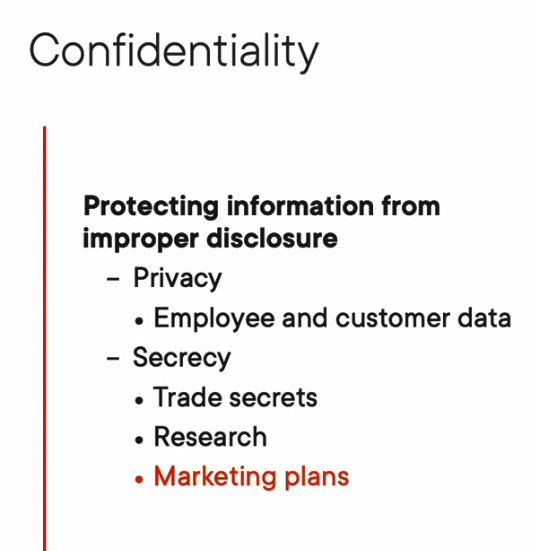 Confidentiality
Protecting information from
improper disclosure
– Privacy
• Employee and customer data
– Secrecy
• Trade secrets
• Research
• Marketing plans